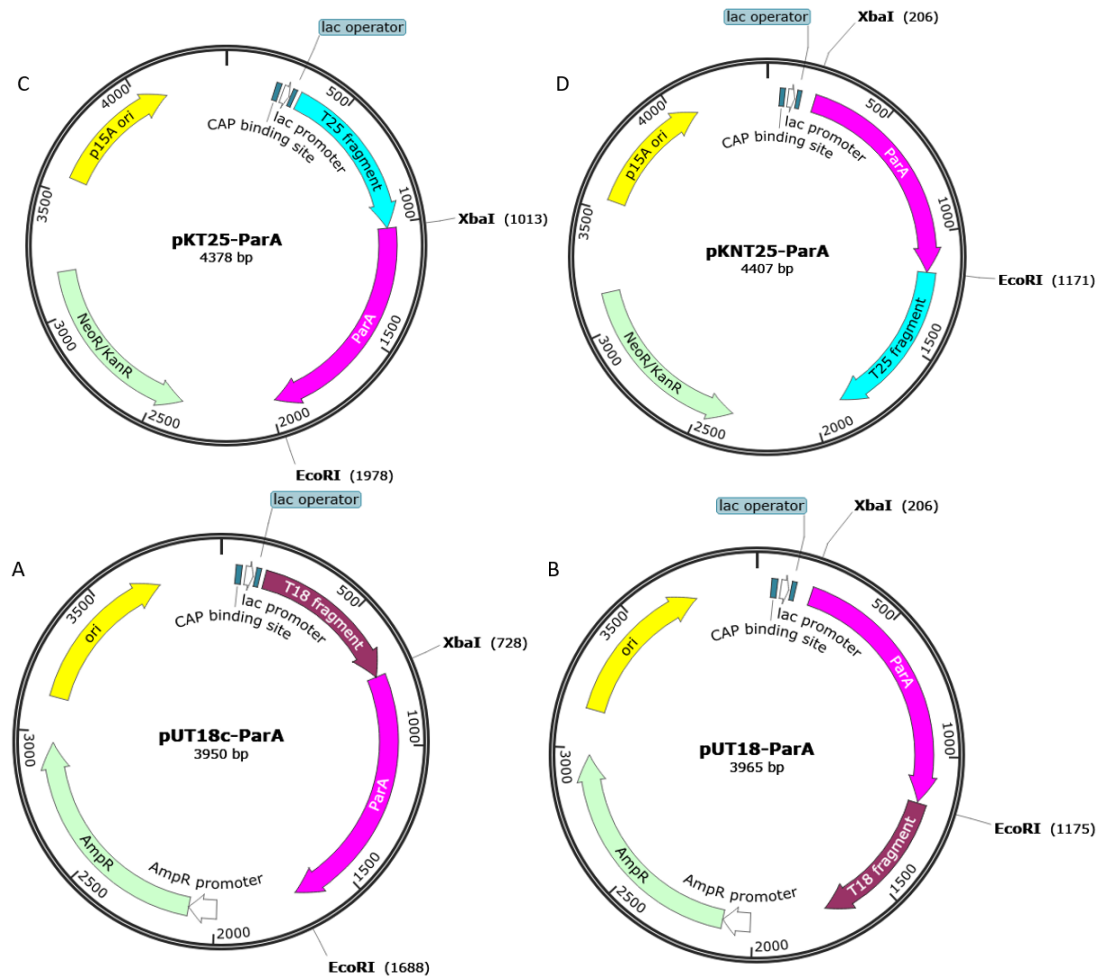 C
lac operator
4000
500
p15A ori
CAP binding site
lac promoter
T25 fragment
1000
XbaI (1013)
3500
pKT25-ParA
4378 bp
ParA
1500
3000
NeoR/KanR
2500
2000
EcoRI (1978)
D
lac operator
XbaI (206)
4000
500
p15A ori
CAP binding site
lac promoter
ParA
1000
3500
pKNT25-ParA
4407 bp
EcoRI (1171)
3000
NeoR/KanR
T25 fragment
1500
2500
2000
A
lac operator
3500
500
ori
CAP binding site
lac promoter
T18 fragment
XbaI (728)
3000
pUT18c-ParA
3950 bp
1000
ParA
AmpR
AmpR promoter
2500
1500
2000
EcoRI (1688)
B
lac operator
XbaI (206)
3500
500
ori
CAP binding site
lac promoter
ParA
3000
pUT18-ParA
3965 bp
1000
EcoRI (1175)
AmpR
AmpR promoter
T18 fragment
2500
1500
2000